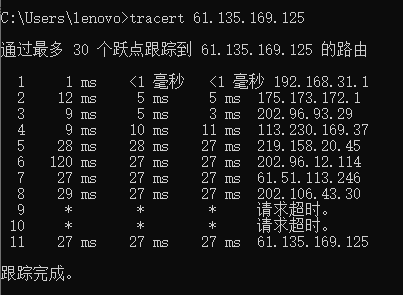 C:\Users\lenovo>tracert 61.135.169.125
通过最多 30 个跃点跟踪到 61.135.169.125 的路由
1 1 ms <1 毫秒 <1 毫秒 192.168.31.1
2 12 ms 5 ms 5 ms 175.173.172.1
3 9 ms 5 ms 3 ms 202.96.93.29
4 9 ms 10 ms 11 ms 113.230.169.37
5 28 ms 28 ms 27 ms 219.158.20.45
6 120 ms 27 ms 27 ms 202.96.12.114
7 27 ms 27 ms 27 ms 61.51.113.246
8 29 ms 27 ms 27 ms 202.106.43.30
9 * * * 请求超时。
10 * * * 请求超时。
11 27 ms 27 ms 27 ms 61.135.169.125
跟踪完成。